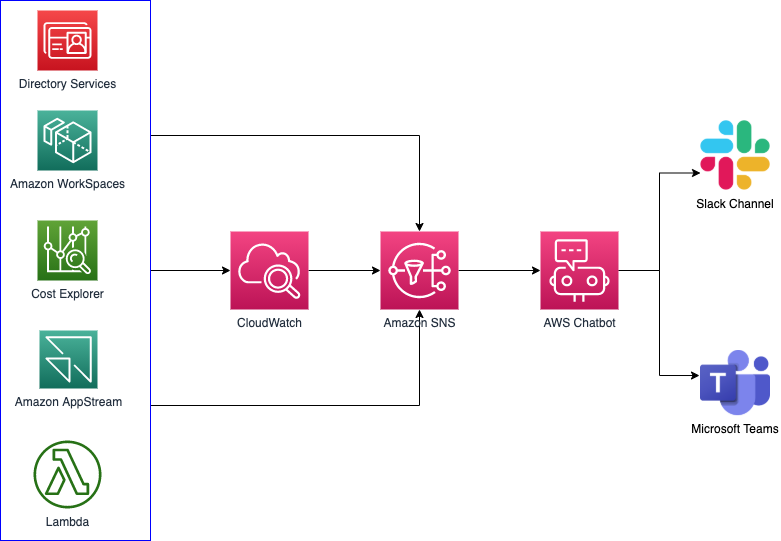 Directory Services
Amazon WorkSpaces
Cost Explorer
Amazon AppStream
Lambda
CloudWatch
Amazon SNS
AWS Chatbot
Slack Channel
T
Microsoft Teams